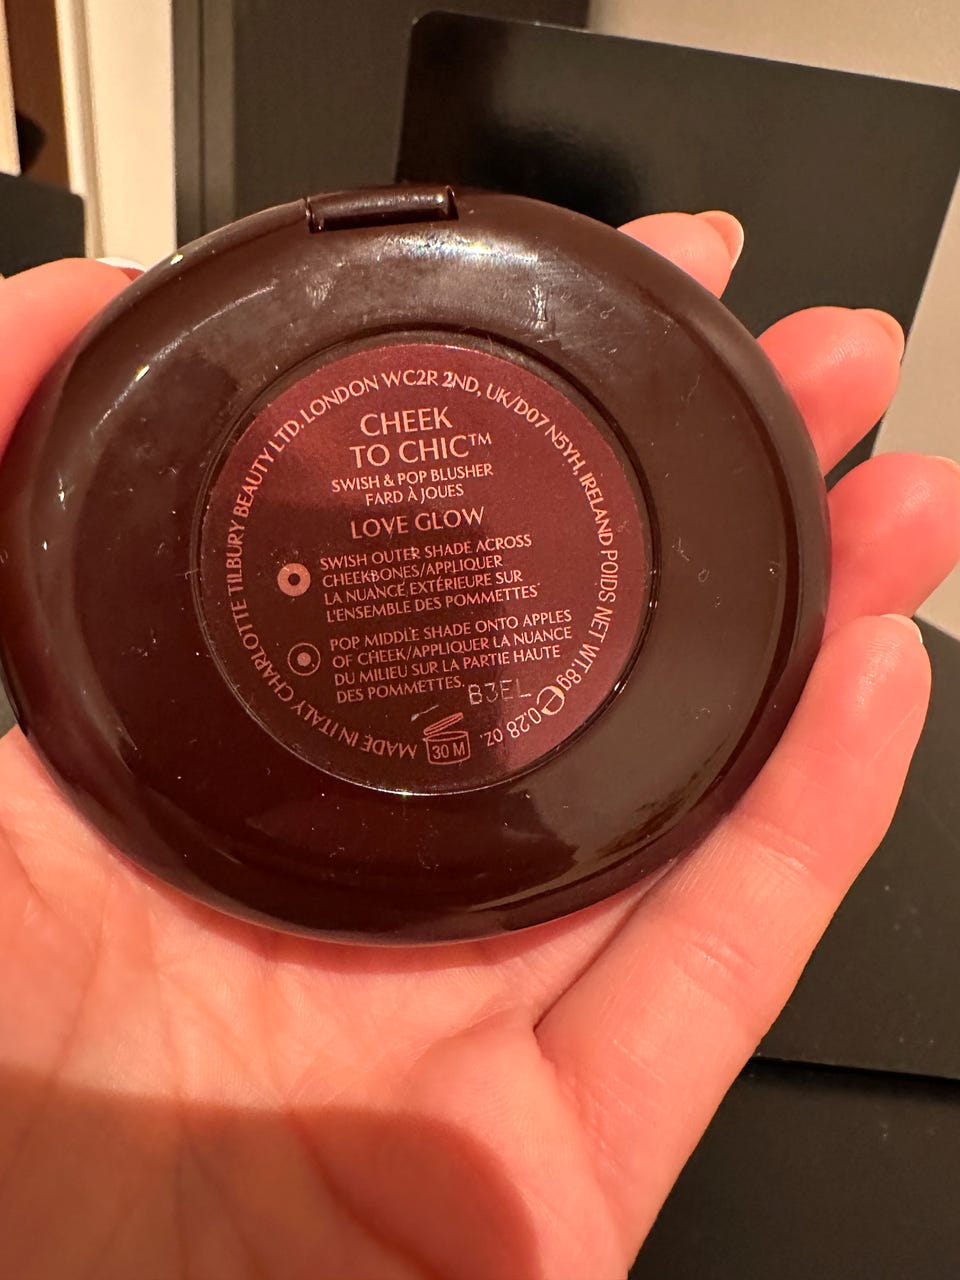 CHARLOTTE TILBURY BEAUTY LTD. LONDON WC2R 2ND, UK/D07 N5YH, IRELAND POIDS NET WT. 8g ℮ 0.28 OZ.
CHEEK
TO CHIC™
SWISH & POP BLUSHER
FARD À JOUES
LOVE GLOW
SWISH OUTER SHADE ACROSS
CHEEKBONES/APPLIQUER
LA NUANCE EXTÉRIEURE SUR
L'ENSEMBLE DES POMMETTES
POP MIDDLE SHADE ONTO APPLES
OF CHEEK/APPLIQUER LA NUANCE
DU MILIEU SUR LA PARTIE HAUTE
DES POMMETTES
30 M
MADE IN ITALY